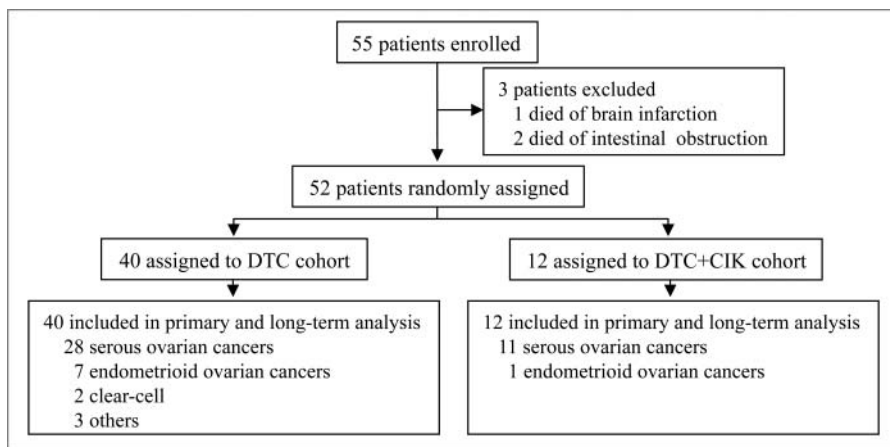 55 patients enrolled
3 patients excluded
1 died of brain infarction
2 died of intestinal obstruction
52 patients randomly assigned
40 assigned to DTC cohort
12 assigned to DTC+CIK cohort
40 included in primary and long-term analysis
28 serous ovarian cancers
7 endometrioid ovarian cancers
2 clear-cell
3 others
12 included in primary and long-term analysis
11 serous ovarian cancers
1 endometrioid ovarian cancers